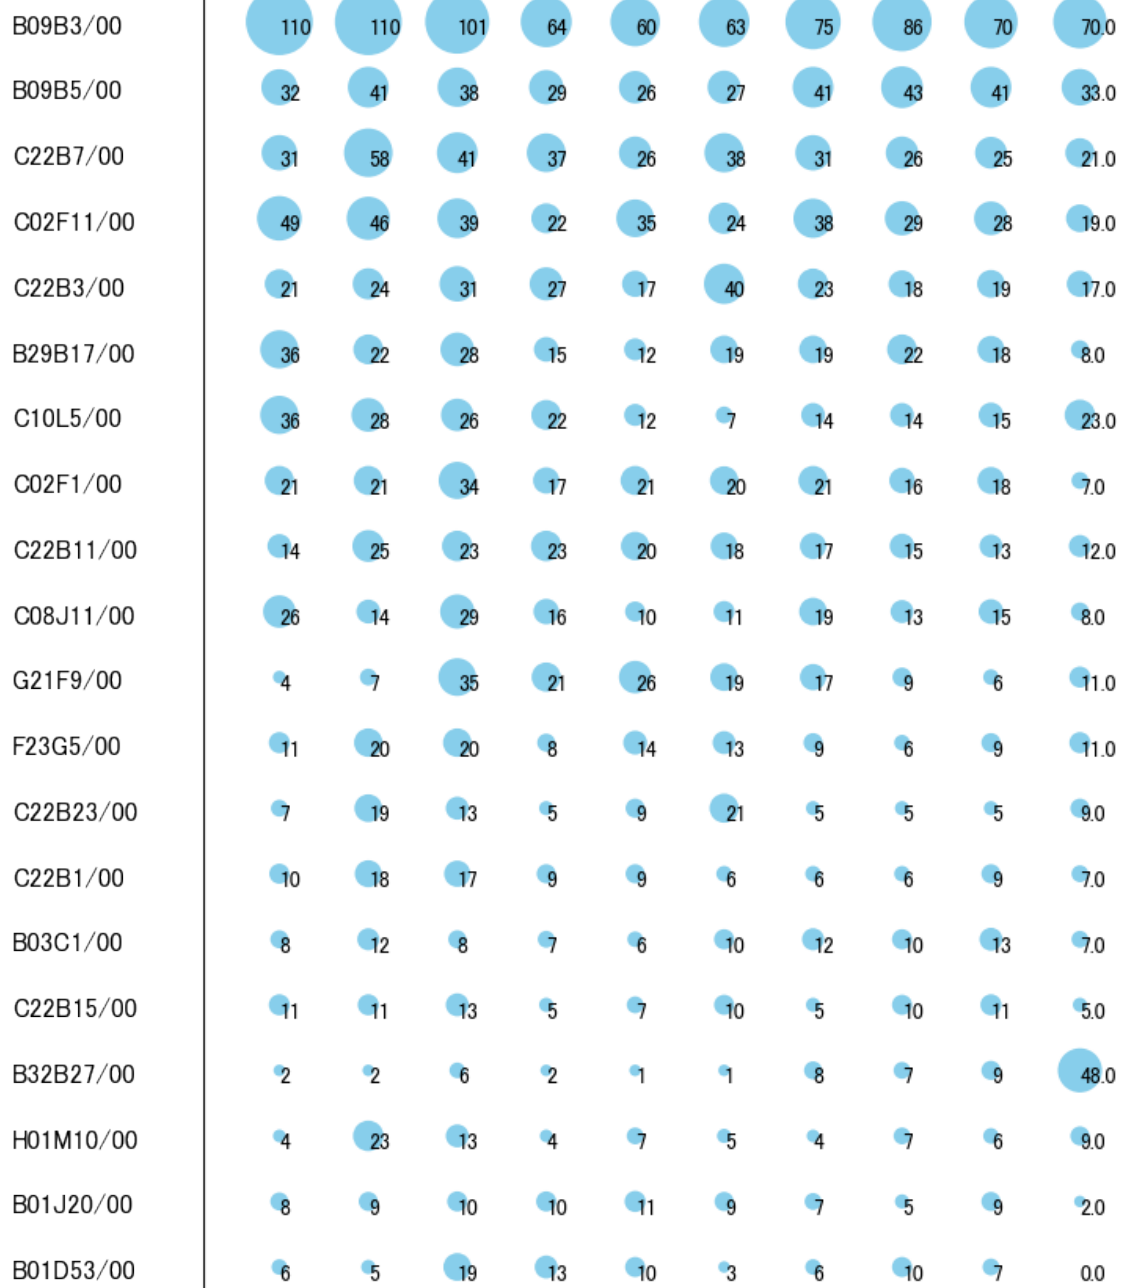 B09B3/00 110 110 101 64 60 63 75 86 70 70.0
B09B5/00 32 41 38 29 26 27 41 43 41 33.0
C22B7/00 31 58 41 37 26 38 31 26 25 21.0
C02F11/00 49 46 39 22 35 24 38 29 28 19.0
C22B3/00 21 24 31 27 17 40 23 18 19 17.0
B29B17/00 36 22 28 15 12 19 19 22 18 8.0
C10L5/00 36 28 26 22 12 7 14 14 15 23.0
C02F1/00 21 21 34 17 21 20 21 16 18 7.0
C22B11/00 14 25 23 23 20 18 17 15 13 12.0
C08J11/00 26 14 29 16 10 11 19 13 15 8.0
G21F9/00 4 7 35 21 26 19 17 9 6 11.0
F23G5/00 11 20 20 8 14 13 9 6 9 11.0
C22B23/00 7 19 13 5 9 21 5 5 5 9.0
C22B1/00 10 18 17 9 9 6 6 6 9 7.0
B03C1/00 8 12 8 7 6 10 12 10 13 7.0
C22B15/00 11 11 13 5 7 10 5 10 11 5.0
B32B27/00 2 2 6 2 1 1 8 7 9 48.0
H01M10/00 4 23 13 4 7 5 4 7 6 9.0
B01J20/00 8 9 10 10 11 9 7 5 9 2.0
B01D53/00 6 5 19 13 10 3 6 10 7 0.0